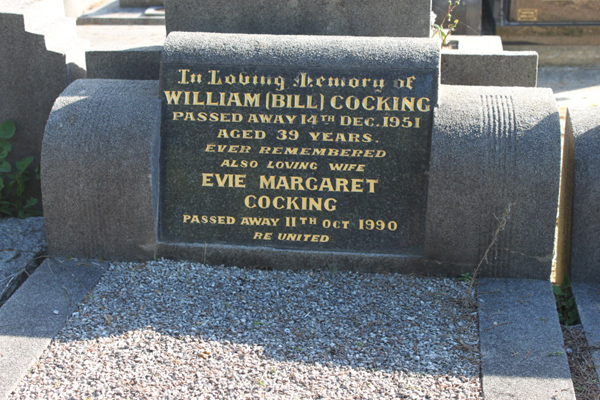 In Loving Memory of
WILLIAM (BILL) COCKING
PASSED AWAY 14TH DEC. 1951
AGED 39 YEARS.
EVER REMEMBERED
ALSO LOVING WIFE
EVIE MARGARET
COCKING
PASSED AWAY 11TH OCT 1990
RE UNITED